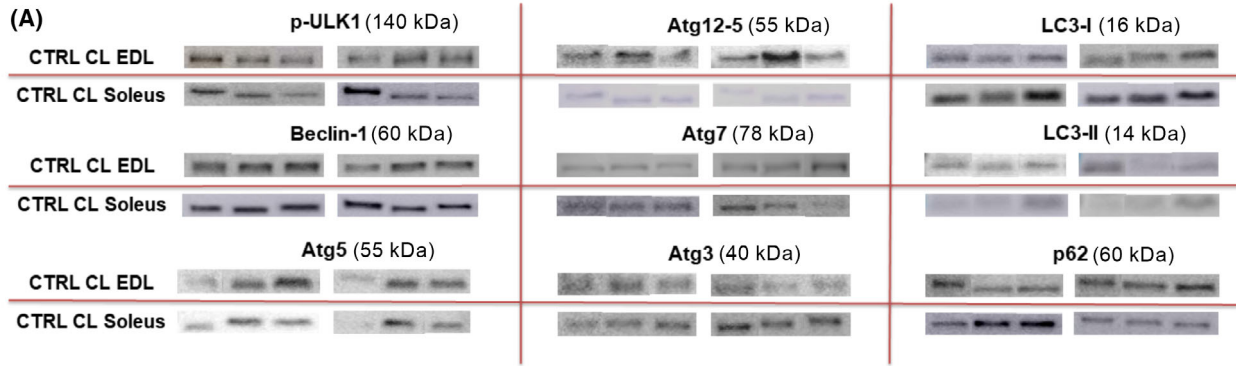 (A)
p-ULK1 (140 kDa) Atg12-5 (55 kDa) LC3-I (16 kDa)
CTRL CL EDL
CTRL CL Soleus
Beclin-1 (60 kDa) Atg7 (78 kDa) LC3-II (14 kDa)
CTRL CL EDL
CTRL CL Soleus
Atg5 (55 kDa) Atg3 (40 kDa) p62 (60 kDa)
CTRL CL EDL
CTRL CL Soleus